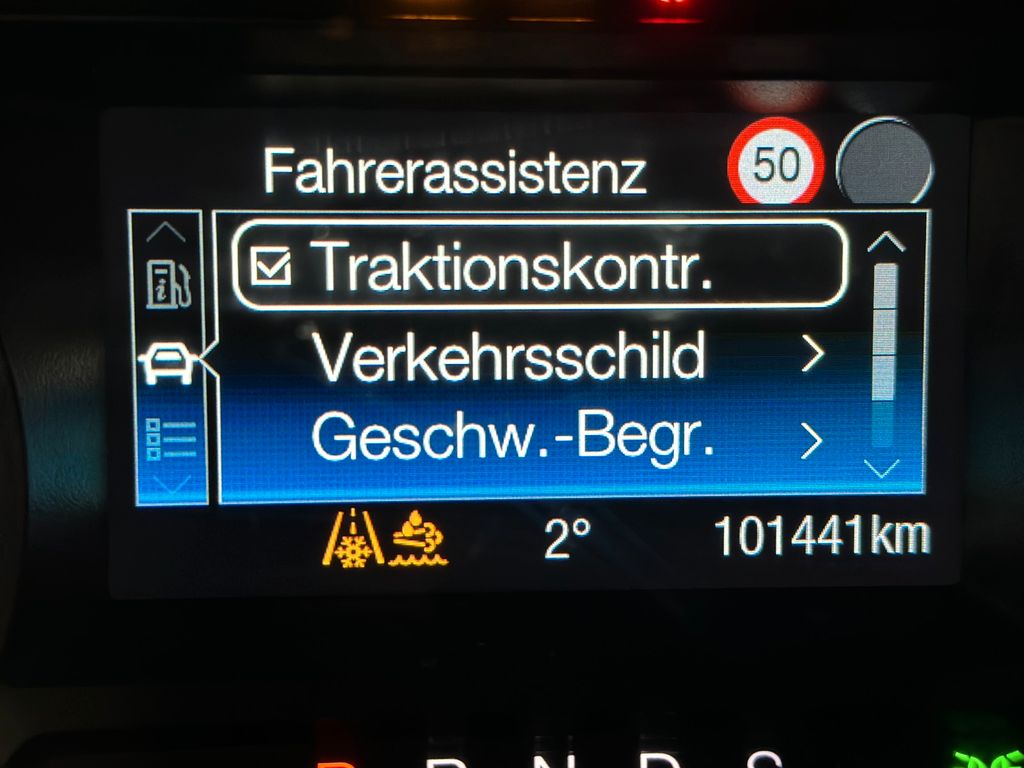 Fahrerassistenz
50
Traktionskontr.
Verkehrsschild
Geschw.-Begr.
2° 101441km
P R N D S